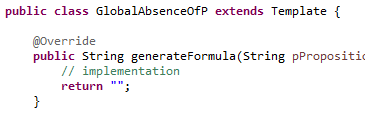 public class GlobalAbsenceOfP extends Template {
@Override
public String generateFormula(String pPropositi
// implementation
return "";
}